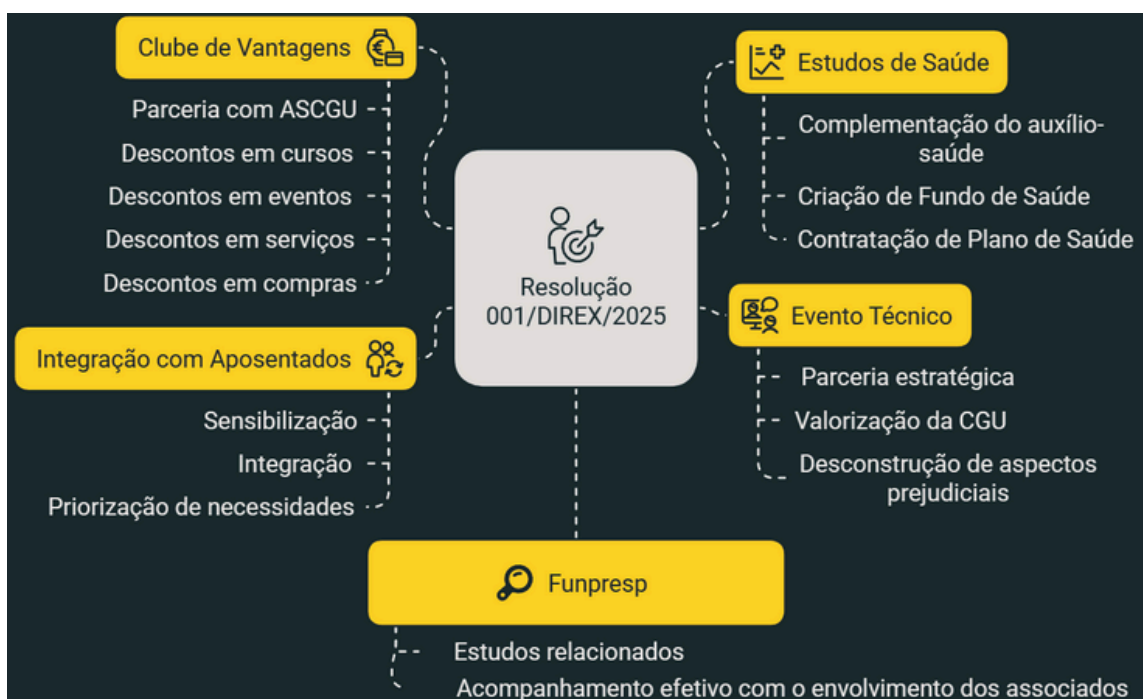 Clube de Vantagens
Parceria com ASCGU
Descontos em cursos
Descontos em eventos
Descontos em serviços
Descontos em compras
Integração com Aposentados
Sensibilização
Integração
Priorização de necessidades
Resolução
001/DIREX/2025
Estudos de Saúde
Complementação do auxílio-
saúde
Criação de Fundo de Saúde
Contratação de Plano de Saúde
Evento Técnico
Parceria estratégica
Valorização da CGU
Desconstrução de aspectos
prejudiciais
Funpresp
Estudos relacionados
Acompanhamento efetivo com o envolvimento dos associados